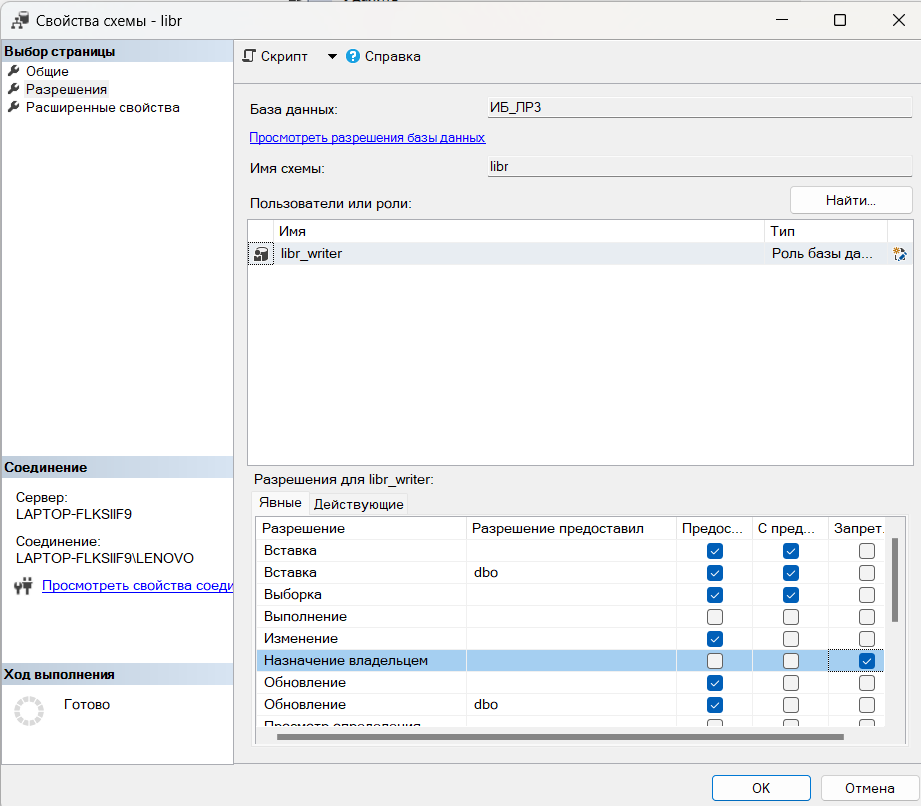 Свойства схемы - libr
Выбор страницы
Общие
Разрешения
Расширенные свойства
Скрипт
Справка
База данных:
ИБ_ЛР3
Просмотреть разрешения базы данных
Имя схемы:
libr
Пользователи или роли:
Найти...
Имя Тип
libr_writer Роль базы да...
Соединение
Сервер:
LAPTOP-FLKSIIF9
Соединение:
LAPTOP-FLKSIIF9\LENOVO
Просмотреть свойства соеди
Ход выполнения
Готово
Разрешения для libr_writer:
Явные Действующие
Разрешение Разрешение предоставил Предос... С пред... Запрет.
Вставка
Вставка dbo
Выборка
Выполнение
Изменение
Назначение владельцем
Обновление
Обновление dbo
Просмотр определения
OK Отмена